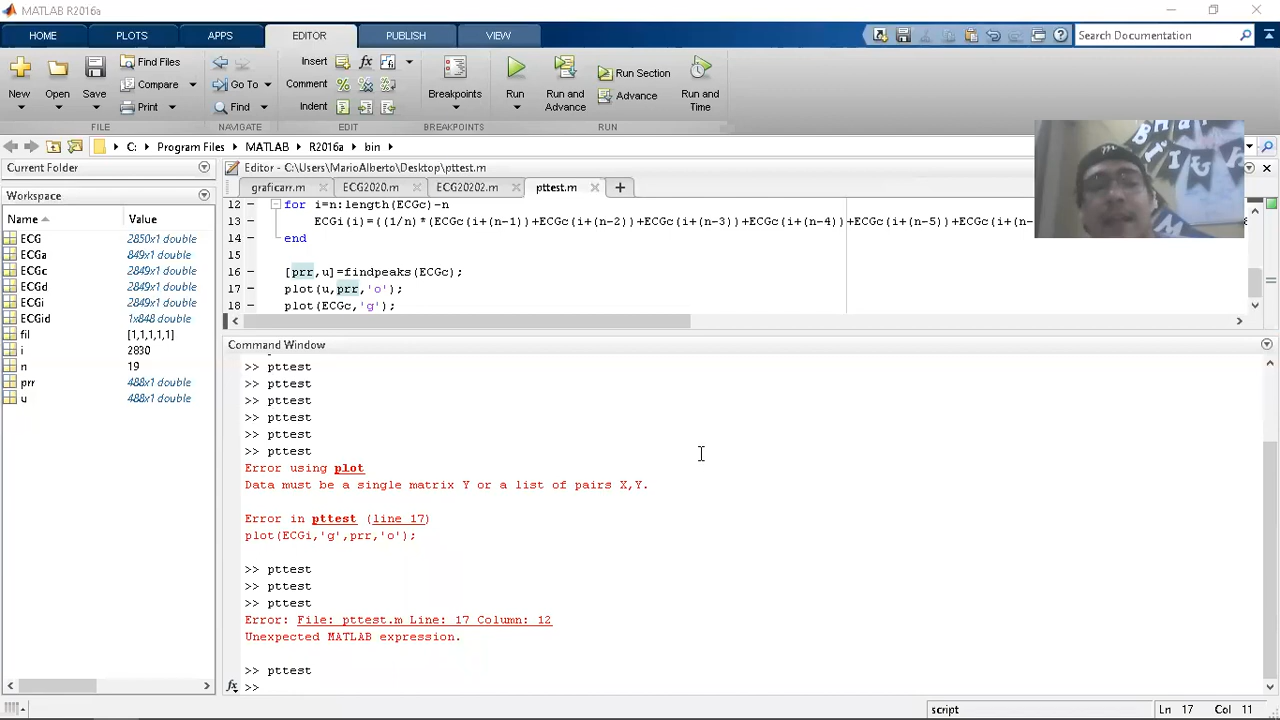 MATLAB R2016a
HOME PLOTS APPS EDITOR PUBLISH VIEW Search Documentation
New Open Save Find Files Compare Print
Go To Find
Insert Comment Indent
Breakpoints
Run Run and Advance Run Section Advance Run and Time
FILE NAVIGATE EDIT BREAKPOINTS RUN
C: Program Files MATLAB R2016a bin
Current Folder
Workspace
Name Value
ECG 2850x1 double
ECGa 849x1 double
ECGc 2849x1 double
ECGd 2849x1 double
ECGi 2849x1 double
ECGid 1x848 double
fil [1,1,1,1,1]
i 2830
n 19
prr 488x1 double
u 488x1 double
Editor - C:\Users\MarioAlberto\Desktop\pttest.m
graficarr.m ECG2020.m ECG20202.m pttest.m
12 for i=n:length(ECGc)-n
13 ECGi(i)=((1/n)*(ECGc(i+(n-1))+ECGc(i+(n-2))+ECGc(i+(n-3))+ECGc(i+(n-4))+ECGc(i+(n-5))+ECGc(i+(n-
14 end
15
16 [prr,u]=findpeaks(ECGc);
17 plot(u,prr,'o');
18 plot(ECGc,'g');
Command Window
>> pttest
>> pttest
>> pttest
>> pttest
>> pttest
>> pttest
Error using plot
Data must be a single matrix Y or a list of pairs X,Y.
Error in pttest (line 17)
plot(ECGi,'g',prr,'o');
>> pttest
>> pttest
>> pttest
Error: File: pttest.m Line: 17 Column: 12
Unexpected MATLAB expression.
>> pttest
fx >>
script Ln 17 Col 11